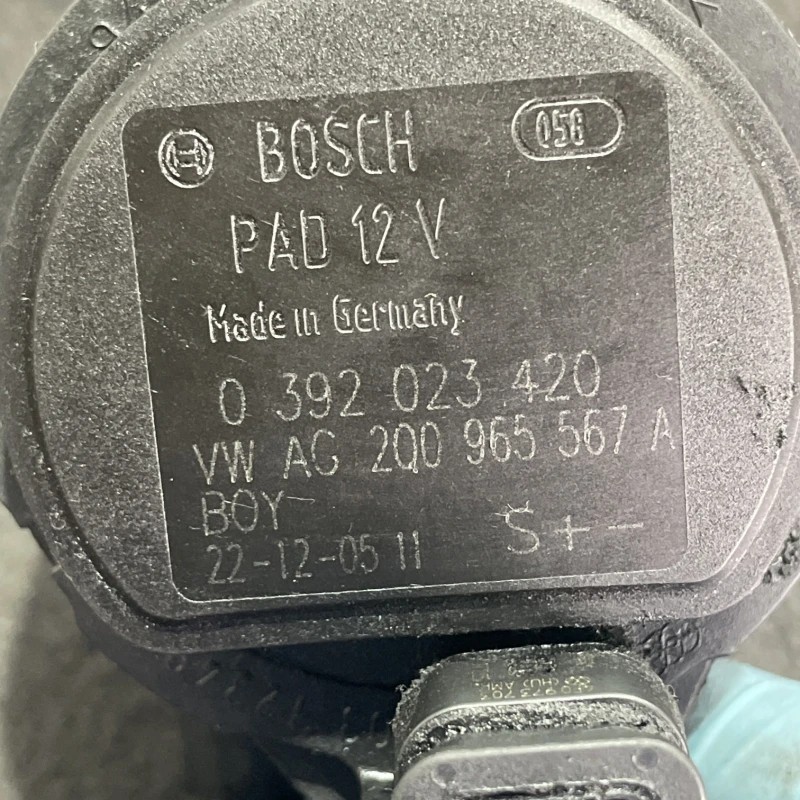 BOSCH 056
PAD 12 V
Made in Germany
0 392 023 420
VW AG 2Q0 965 567 A
BOY
22-12-05 11 S + -